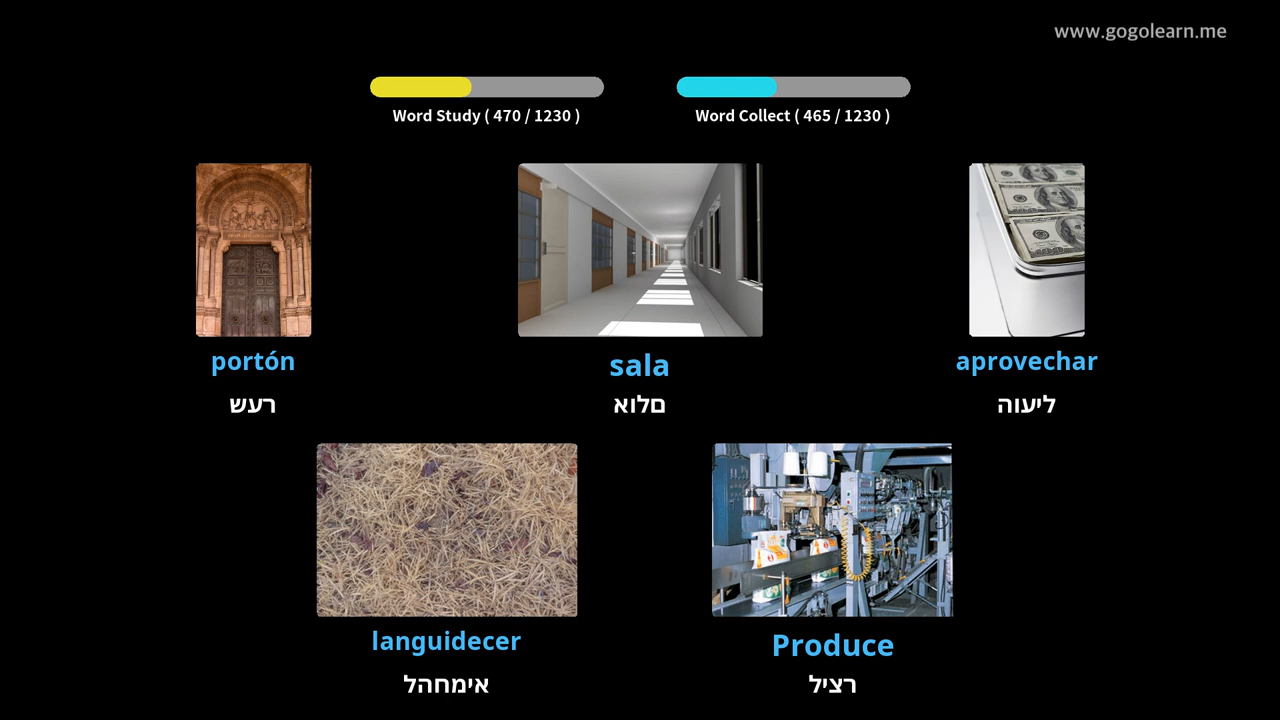 www.gogolearn.me
Word Study ( 470 / 1230 )
Word Collect ( 465 / 1230 )
portón
רעש
sala
םלוא
aprovechar
ליעוה
languidecer
אימחהל
Produce
רציל